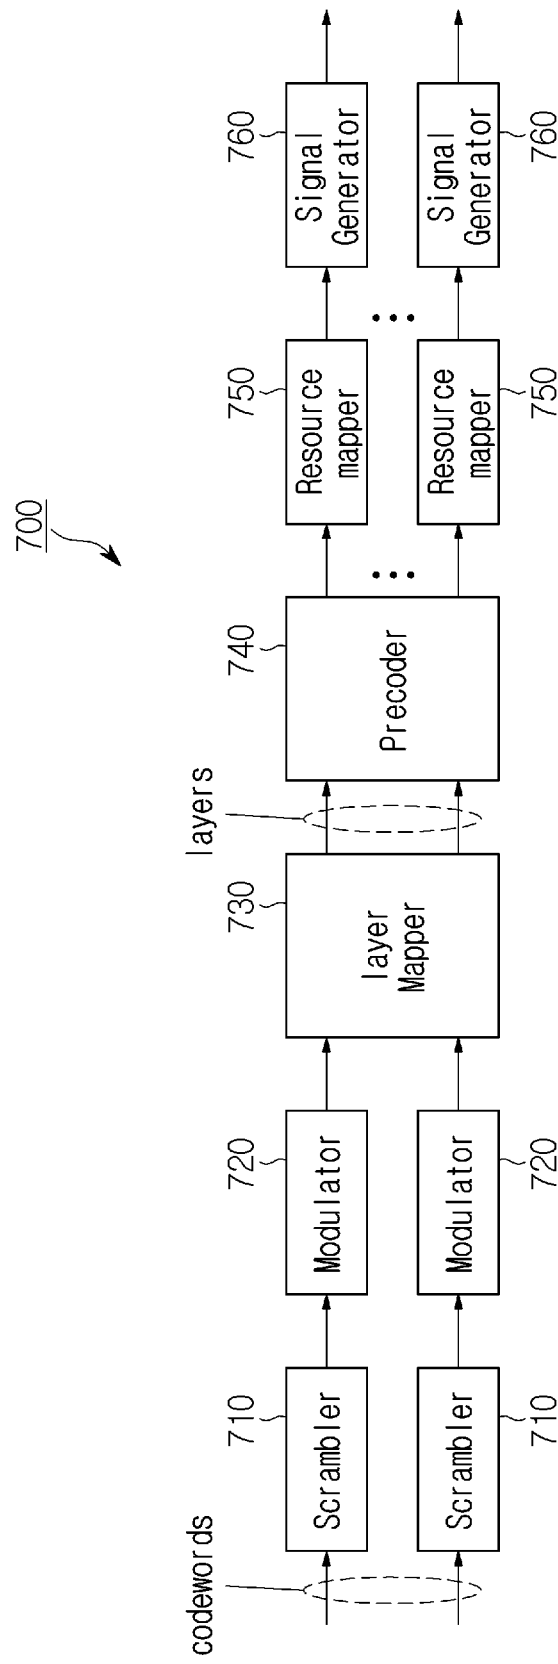 700
codewords
710
Scrambler
Scrambler
710
720
Modulator
Modulator
720
730
layer
Mapper
layers
740
Precoder
750
Resource
mapper
Resource
mapper
750
760
Signal
Generator
Signal
Generator
760